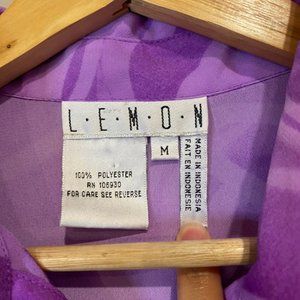 L·E·M·O·N
M
100% POLYESTER
RN 106930
FOR CARE SEE REVERSE
MADE IN INDONESIA
FAIT EN INDONESIE